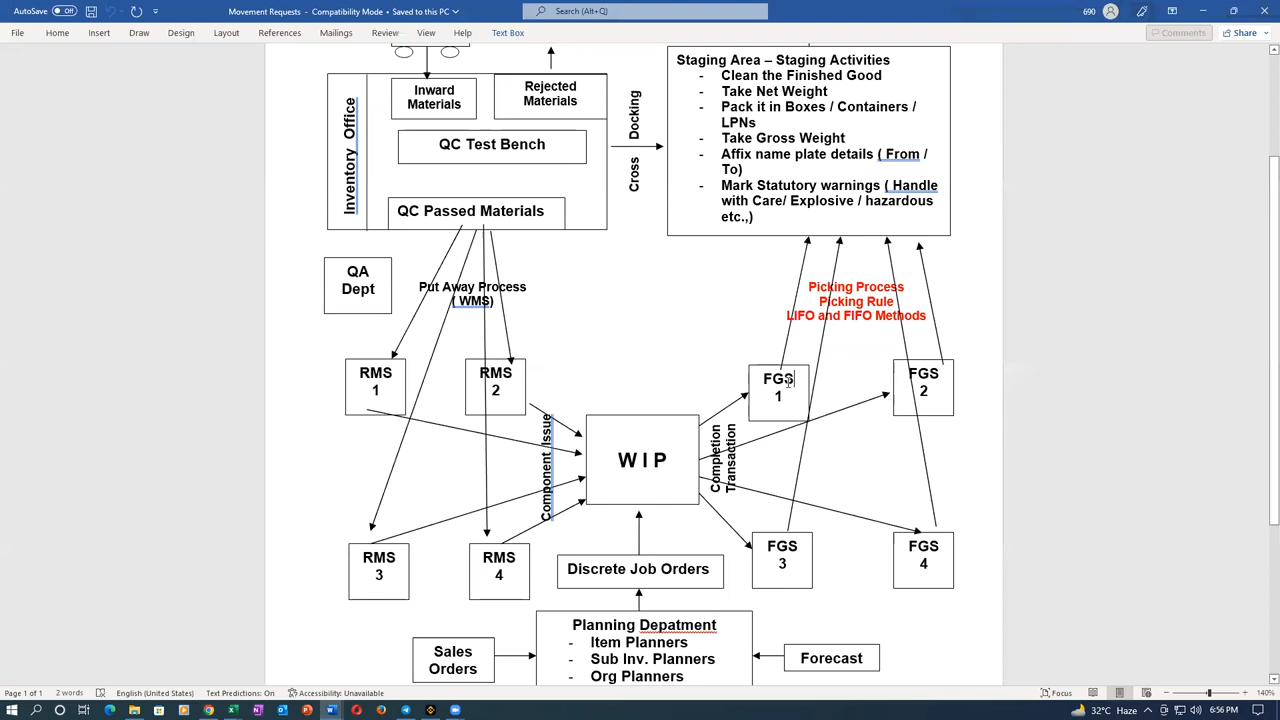 AutoSave Off
Movement Requests - Compatibility Mode • Saved to this PC
Search (Alt+Q)
690
File Home Insert Draw Design Layout References Mailings Review View Help Text Box
Comments
Share
Inward
Materials
Rejected
Materials
Inventory Office
QC Test Bench
QC Passed Materials
Cross Docking
Staging Area – Staging Activities
- Clean the Finished Good
- Take Net Weight
- Pack it in Boxes / Containers /
LPNs
- Take Gross Weight
- Affix name plate details ( From /
To)
- Mark Statutory warnings ( Handle
with Care/ Explosive / hazardous
etc.,)
QA
Dept
Put Away Process
( WMS)
Picking Process
Picking Rule
LIFO and FIFO Methods
RMS
1
RMS
2
FGS
1
FGS
2
Component Issue
W I P
Completion
Transaction
RMS
3
RMS
4
Discrete Job Orders
FGS
3
FGS
4
Planning Depatment
- Item Planners
- Sub Inv. Planners
- Org Planners
Sales
Orders
Forecast
Page 1 of 1 2 words English (United States) Text Predictions: On Accessibility: Unavailable
Focus
140%
32°C Haze
ENG
6:56 PM